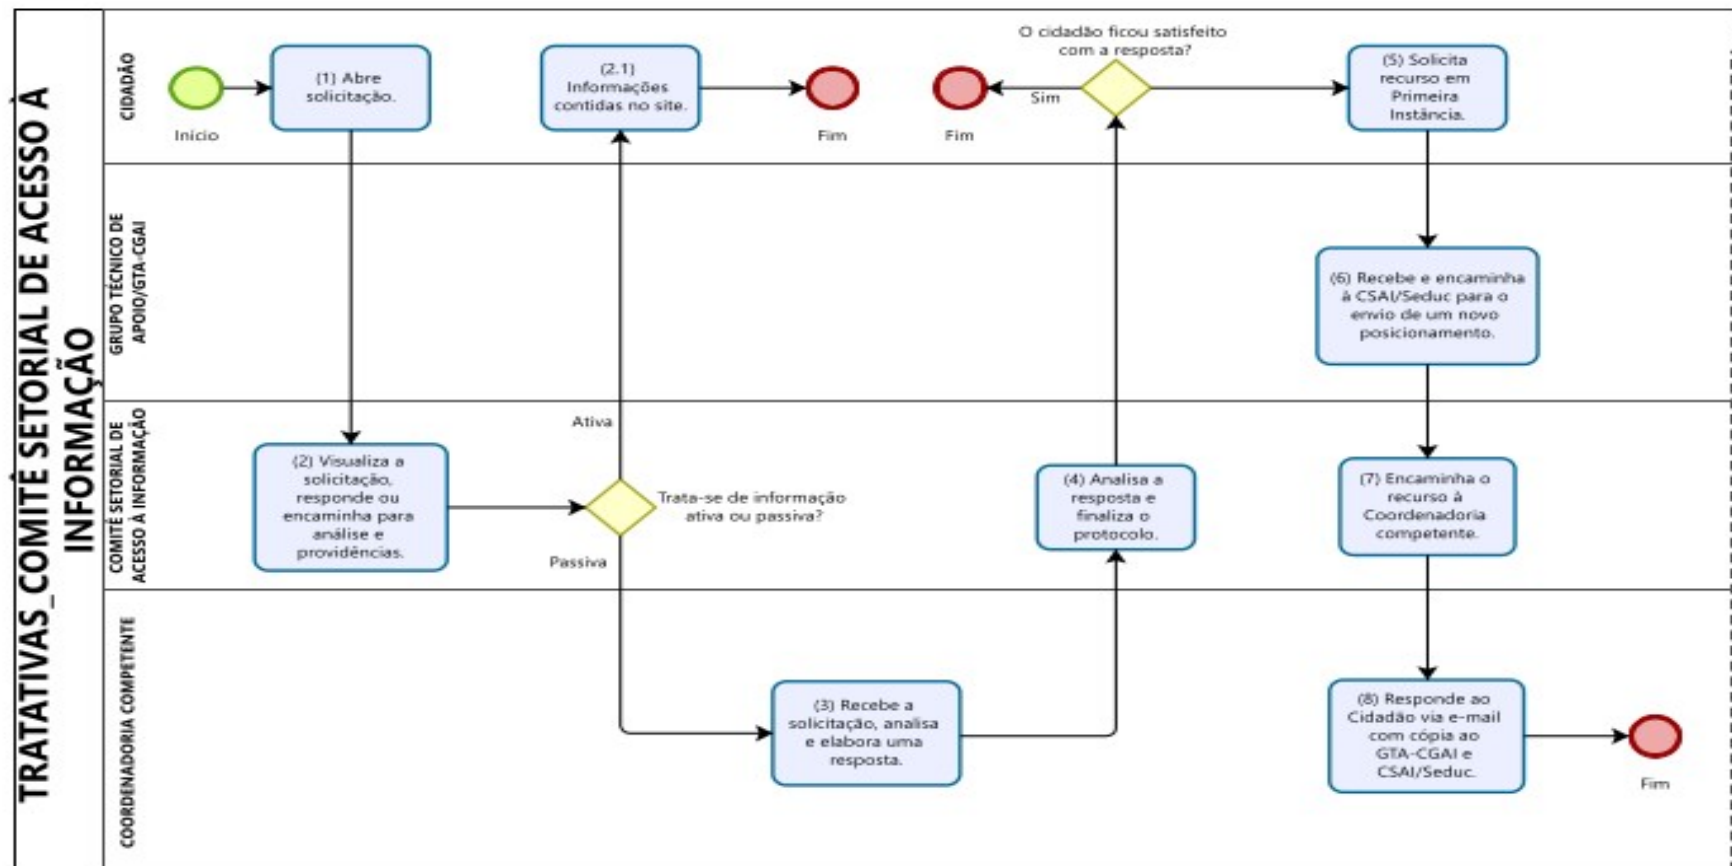 TRATATIVAS_COMITÊ SETORIAL DE ACESSO À
INFORMAÇÃO
CIDADÃO
Início
(1) Abre
solicitação.
(2.1)
Informações
contidas no site.
Fim
Fim
Sim
O cidadão ficou satisfeito
com a resposta?
(5) Solicita
recurso em
Primeira
Instância.
GRUPO TÉCNICO DE
APOIO/GTA-CGAI
(6) Recebe e encaminha
à CSAI/Seduc para o
envio de um novo
posicionamento.
COMITÊ SETORIAL DE
ACESSO À INFORMAÇÃO
(2) Visualiza a
solicitação,
responde ou
encaminha para
análise e
providências.
Ativa
Trata-se de informação
ativa ou passiva?
Passiva
(4) Analisa a
resposta e
finaliza o
protocolo.
(7) Encaminha o
recurso à
Coordenadoria
competente.
COORDENADORIA COMPETENTE
(3) Recebe a
solicitação, analisa
e elabora uma
resposta.
(8) Responde ao
Cidadão via e-mail
com cópia ao
GTA-CGAI e
CSAI/Seduc.
Fim